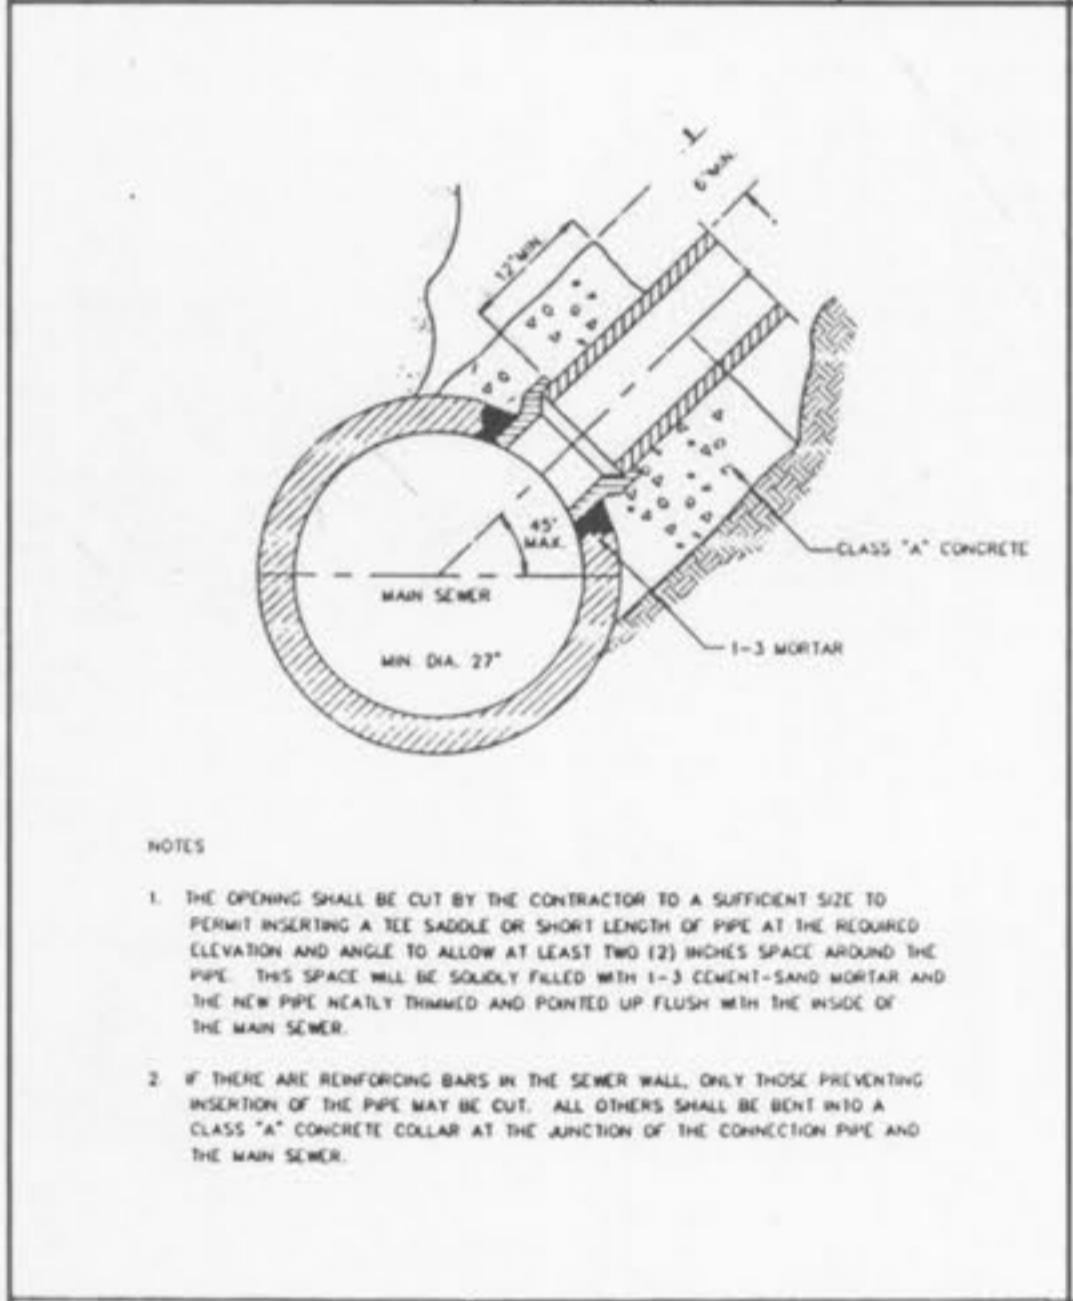 6" MIN.
12" MIN.
45°
MAX.
MAIN SEWER
MIN. DIA. 27"
CLASS "A" CONCRETE
1-3 MORTAR
NOTES
1. THE OPENING SHALL BE CUT BY THE CONTRACTOR TO A SUFFICIENT SIZE TO
PERMIT INSERTING A TEE SADDLE OR SHORT LENGTH OF PIPE AT THE REQUIRED
ELEVATION AND ANGLE TO ALLOW AT LEAST TWO (2) INCHES SPACE AROUND THE
PIPE. THIS SPACE WILL BE SOLIDLY FILLED WITH 1-3 CEMENT-SAND MORTAR AND
THE NEW PIPE NEATLY TRIMMED AND POINTED UP FLUSH WITH THE INSIDE OF
THE MAIN SEWER.
2. IF THERE ARE REINFORCING BARS IN THE SEWER WALL, ONLY THOSE PREVENTING
INSERTION OF THE PIPE MAY BE CUT. ALL OTHERS SHALL BE BENT INTO A
CLASS "A" CONCRETE COLLAR AT THE JUNCTION OF THE CONNECTION PIPE AND
THE MAIN SEWER.